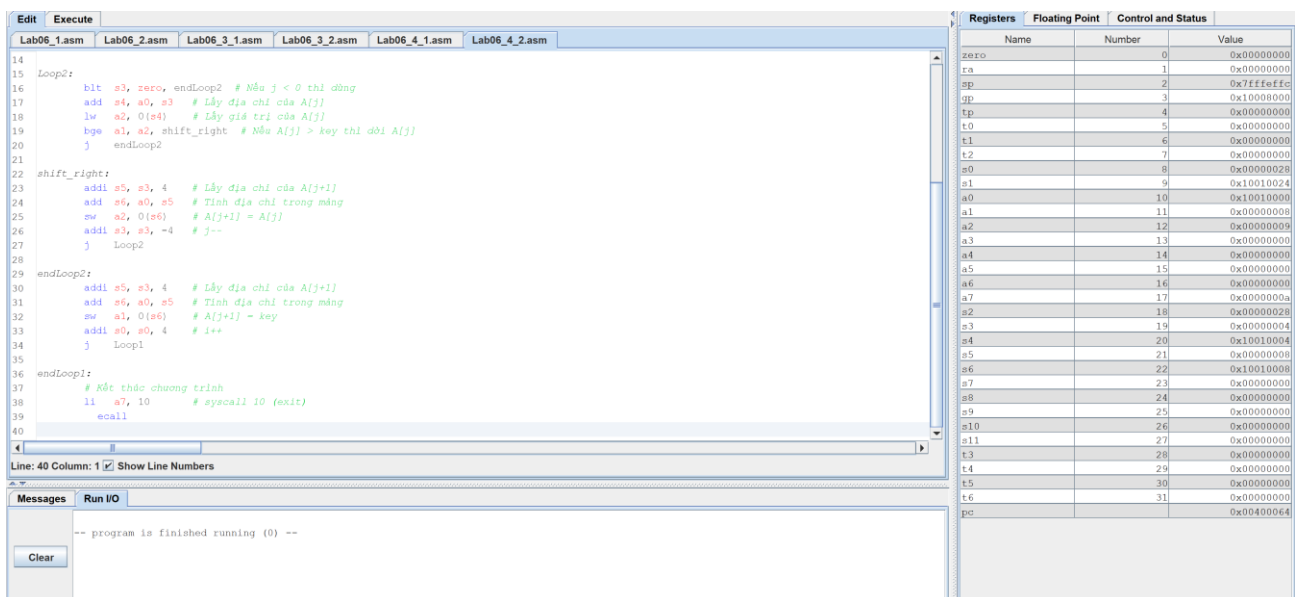 Edit Execute
Lab06_1.asm Lab06_2.asm Lab06_3_1.asm Lab06_3_2.asm Lab06_4_1.asm Lab06_4_2.asm
14
15 Loop2:
16 blt s3, zero, endLoop2 # Nếu j < 0 thì dừng
17 add s4, a0, s3 # Lấy địa chỉ của A[j]
18 lw a2, 0(s4) # Lấy giá trị của A[j]
19 bge a1, a2, shift_right # Nếu A[j] > key thì dời A[j]
20 j endLoop2
21
22 shift_right:
23 addi s5, s3, 4 # Lấy địa chỉ của A[j+1]
24 add s6, a0, s5 # Tính địa chỉ trong mảng
25 sw a2, 0(s6) # A[j+1] = A[j]
26 addi s3, s3, -4 # j--
27 j Loop2
28
29 endLoop2:
30 addi s5, s3, 4 # Lấy địa chỉ của A[j+1]
31 add s6, a0, s5 # Tính địa chỉ trong mảng
32 sw a1, 0(s6) # A[j+1] = key
33 addi s0, s0, 4 # i++
34 j Loop1
35
36 endLoop1:
37 # Kết thúc chương trình
38 li a7, 10 # syscall 10 (exit)
39 ecall
40
Line: 40 Column: 1 Show Line Numbers
Messages Run I/O
-- program is finished running (0) --
Clear
Registers Floating Point Control and Status
Name Number Value
zero 0 0x00000000
ra 1 0x00000000
sp 2 0x7fffeffc
gp 3 0x10008000
tp 4 0x00000000
t0 5 0x00000000
t1 6 0x00000000
t2 7 0x00000000
s0 8 0x00000028
s1 9 0x10010024
a0 10 0x10010000
a1 11 0x00000008
a2 12 0x00000009
a3 13 0x00000000
a4 14 0x00000000
a5 15 0x00000000
a6 16 0x00000000
a7 17 0x0000000a
s2 18 0x00000028
s3 19 0x00000004
s4 20 0x10010004
s5 21 0x00000008
s6 22 0x10010008
s7 23 0x00000000
s8 24 0x00000000
s9 25 0x00000000
s10 26 0x00000000
s11 27 0x00000000
t3 28 0x00000000
t4 29 0x00000000
t5 30 0x00000000
t6 31 0x00000000
pc 0x00400064